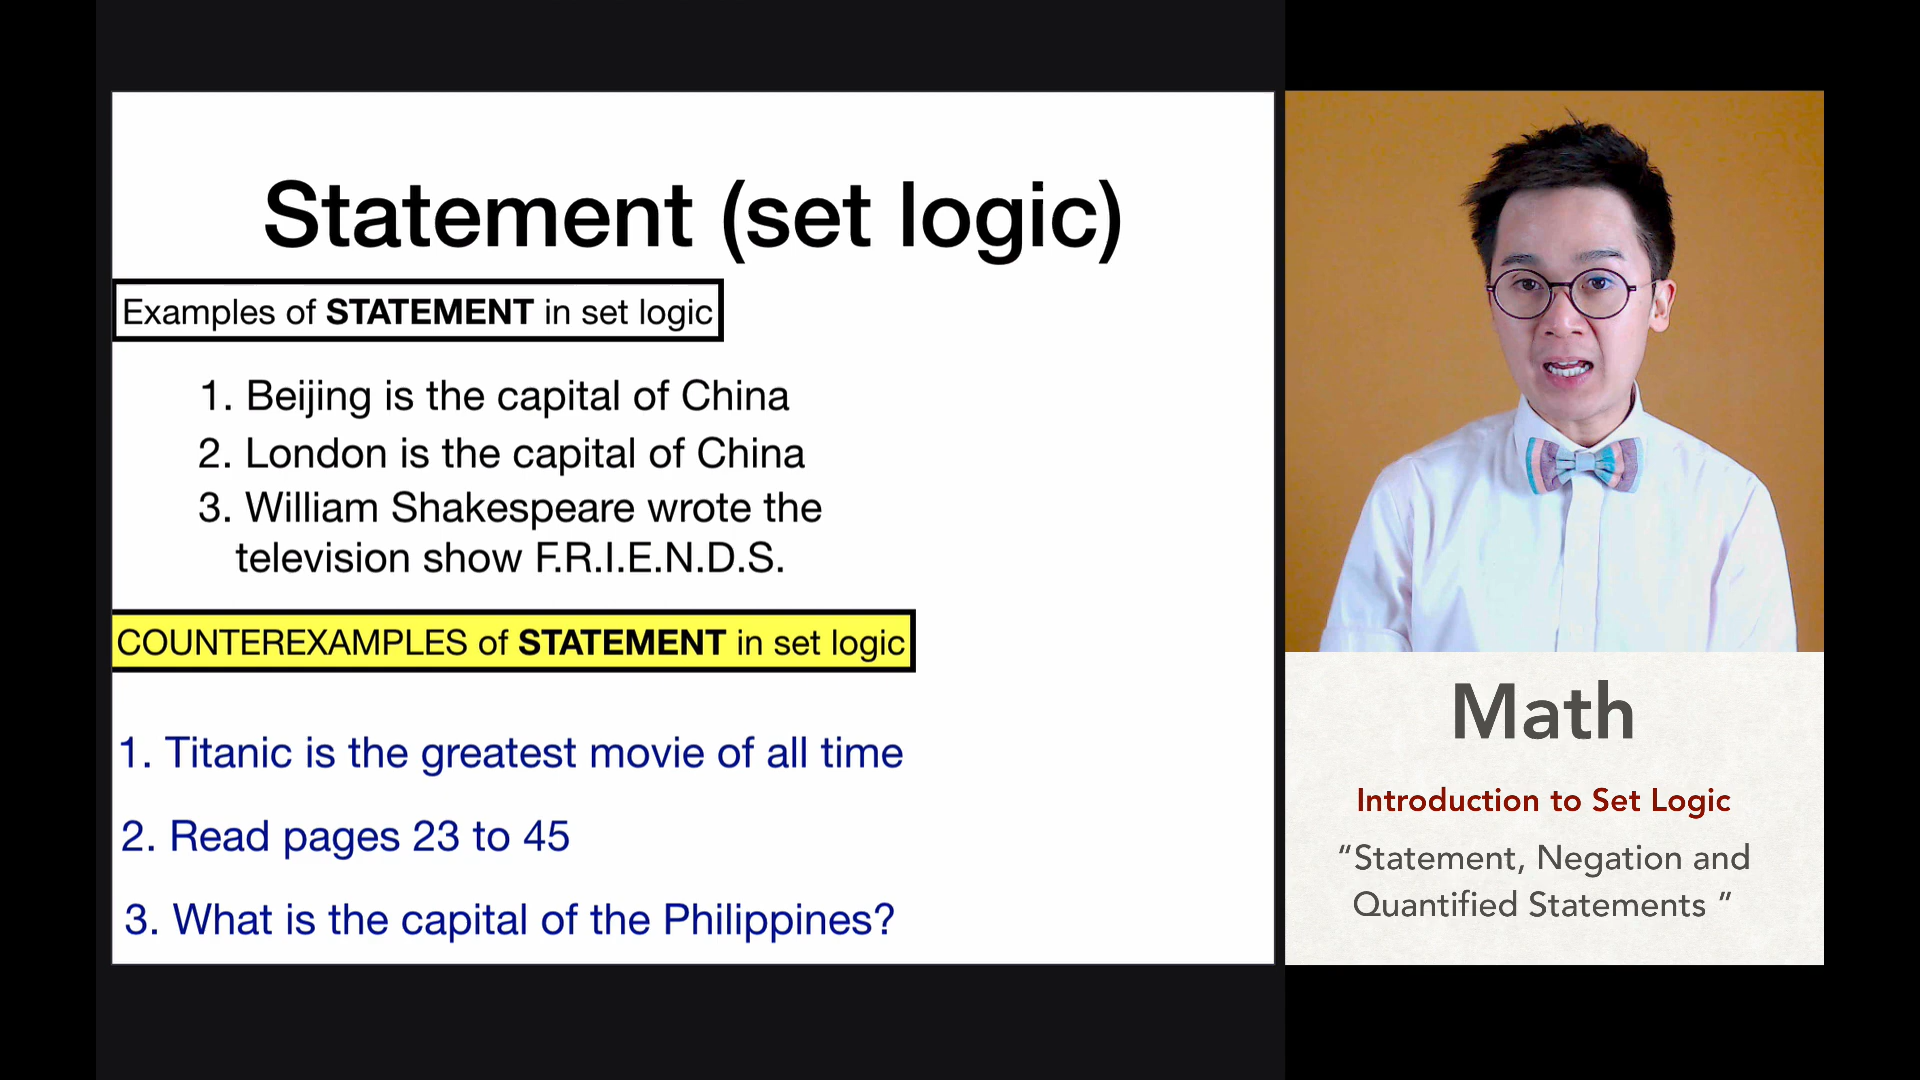 Statement (set logic)
Examples of STATEMENT in set logic
1. Beijing is the capital of China
2. London is the capital of China
3. William Shakespeare wrote the
television show F.R.I.E.N.D.S.
COUNTEREXAMPLES of STATEMENT in set logic
1. Titanic is the greatest movie of all time
2. Read pages 23 to 45
3. What is the capital of the Philippines?
Math
Introduction to Set Logic
“Statement, Negation and
Quantified Statements ”